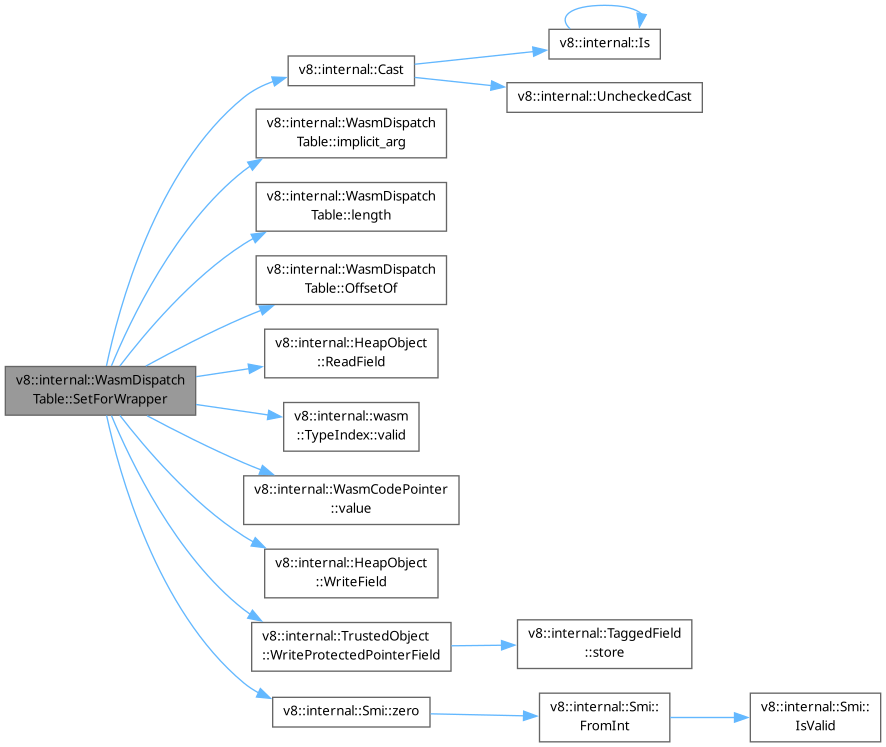 v8::internal::Is
v8::internal::Cast
v8::internal::UncheckedCast
v8::internal::WasmDispatch
Table::implicit_arg
v8::internal::WasmDispatch
Table::length
v8::internal::WasmDispatch
Table::OffsetOf
v8::internal::HeapObject
::ReadField
v8::internal::WasmDispatch
Table::SetForWrapper
v8::internal::wasm
::TypeIndex::valid
v8::internal::WasmCodePointer
::value
v8::internal::HeapObject
::WriteField
v8::internal::TrustedObject
::WriteProtectedPointerField
v8::internal::TaggedField
::store
v8::internal::Smi::zero
v8::internal::Smi::
FromInt
v8::internal::Smi::
IsValid